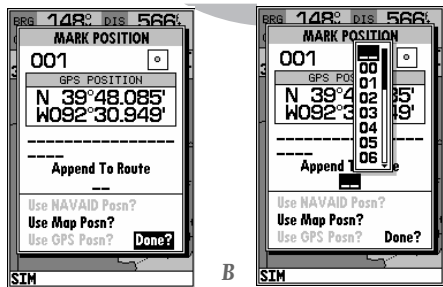 BRG 148° DIS 566
MARK POSITION
001
GPS POSITION
N 39°48.085'
W092°30.949'
Append To Route
Use NAVAID Posn?
Use Map Posn?
Use GPS Posn? Done?
SIM
B
BRG 148° DIS 566
MARK POSITION
001
GPS POS
N 39°4 35'
W092°3 49'
00
01
02
03
04
05
06
Append T e
Use NAVAID Posn?
Use Map Posn?
Use GPS Posn? Done?
SIM